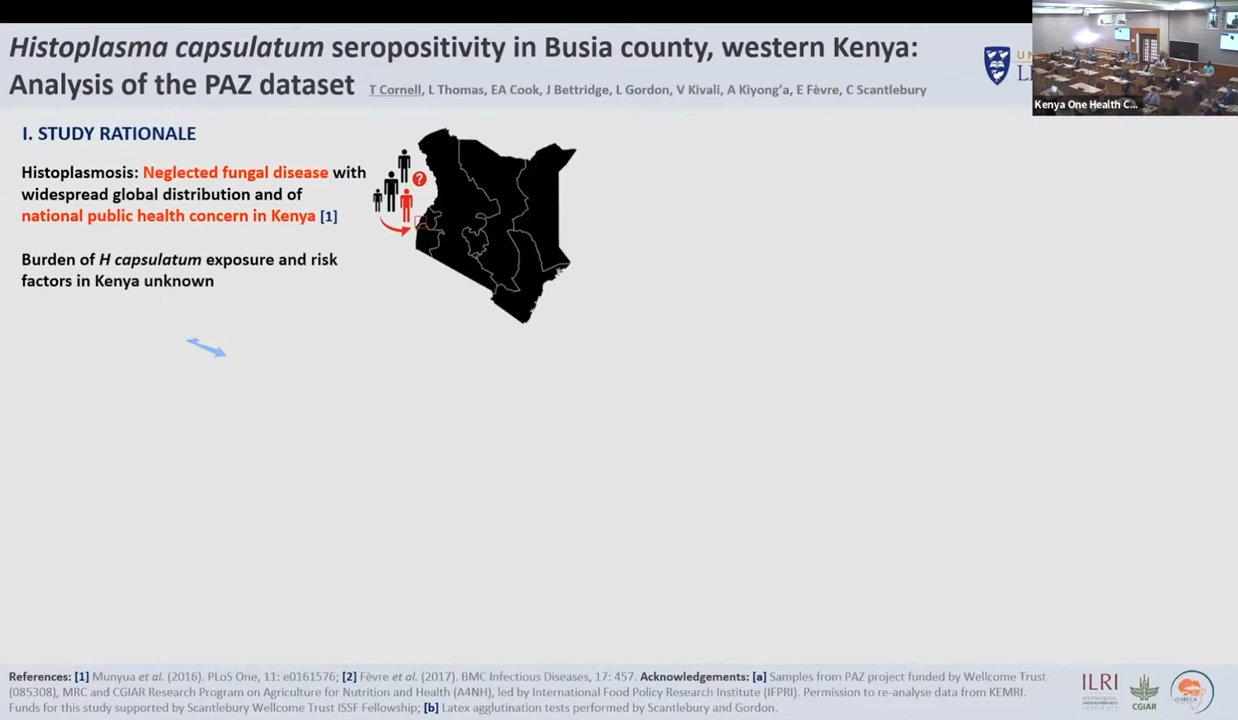 Histoplasma capsulatum seropositivity in Busia county, western Kenya:
Analysis of the PAZ dataset T Cornell, L Thomas, EA Cook, J Bettridge, L Gordon, V Kivali, A Kiyong'a, E Fèvre, C Scantlebury
Kenya One Health C...
I. STUDY RATIONALE
Histoplasmosis: Neglected fungal disease with
widespread global distribution and of
national public health concern in Kenya [1]
?
Burden of H capsulatum exposure and risk
factors in Kenya unknown
References: [1] Munyua et al. (2016). PLoS One, 11: e0161576; [2] Fèvre et al. (2017). BMC Infectious Diseases, 17: 457. Acknowledgements: [a] Samples from PAZ project funded by Wellcome Trust
(085308), MRC and CGIAR Research Program on Agriculture for Nutrition and Health (A4NH), led by International Food Policy Research Institute (IFPRI). Permission to re-analyse data from KEMRI.
Funds for this study supported by Scantlebury Wellcome Trust ISSF Fellowship; [b] Latex agglutination tests performed by Scantlebury and Gordon.
ILRI
CGIAR